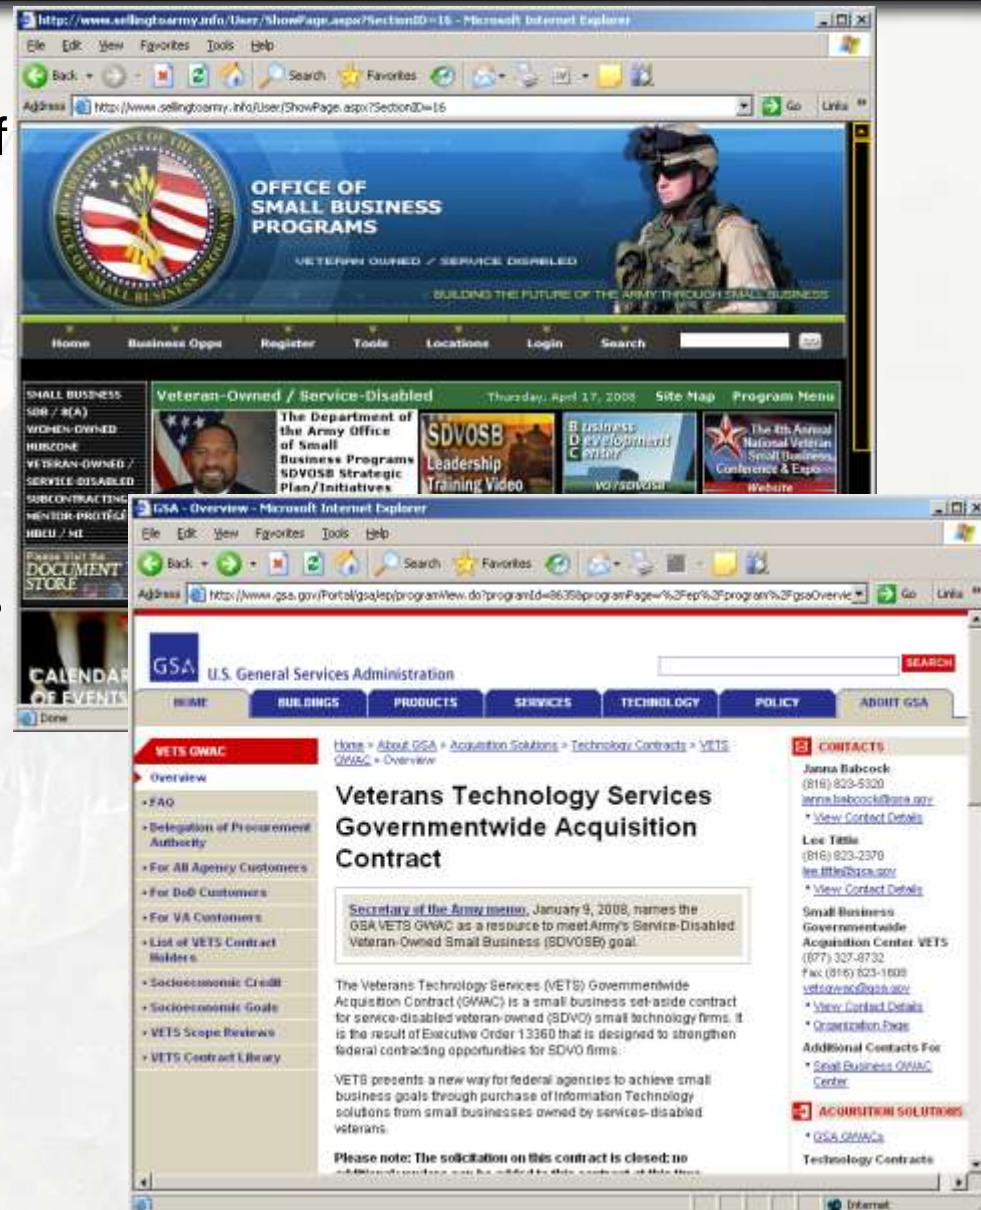 f
http://www.sellingtoarmy.info/User/ShowPage.aspx?SectionID=16 - Microsoft Internet Explorer
File Edit View Favorites Tools Help
Back Search Favorites
Address http://www.sellingtoarmy.info/User/ShowPage.aspx?SectionID=16 Go Links
OFFICE OF
SMALL BUSINESS
PROGRAMS
VETERAN OWNED / SERVICE DISABLED
BUILDING THE FUTURE OF THE ARMY THROUGH SMALL BUSINESS
Home Business Opps Register Tools Locations Login Search
SMALL BUSINESS
SDB / 8(A)
WOMEN-OWNED
HUBZONE
VETERAN-OWNED /
SERVICE-DISABLED
SUBCONTRACTING
MENTOR-PROTÉGÉ
HBCU / MI
Please Visit the
DOCUMENT
STORE
CALENDAR
OF EVENTS
Done
Veteran-Owned / Service-Disabled Thursday, April 17, 2008 Site Map Program Menu
The Department of
the Army Office
of Small
Business Programs
SDVOSB Strategic
Plan/Initiatives
SDVOSB
Leadership
Training Video
Business
Development
Center
VO/SDVOSB
The 4th Annual
National Veteran
Small Business
Conference & Expo
Website
GSA - Overview - Microsoft Internet Explorer
File Edit View Favorites Tools Help
Back Search Favorites
Address Go Links
GSA U.S. General Services Administration SEARCH
HOME BUILDINGS PRODUCTS SERVICES TECHNOLOGY POLICY ABOUT GSA
VETS GWAC
Overview
FAQ
Delegation of Procurement
Authority
For All Agency Customers
For DoD Customers
For VA Customers
List of VETS Contract
Holders
Socioeconomic Credit
Socioeconomic Goals
VETS Scope Reviews
VETS Contract Library
Home > About GSA > Acquisition Solutions > Technology Contracts > VETS
GWAC > Overview
Veterans Technology Services
Governmentwide Acquisition
Contract
Secretary of the Army memo, January 9, 2008, names the
GSA VETS GWAC as a resource to meet Army's Service-Disabled
Veteran-Owned Small Business (SDVOSB) goal.
The Veterans Technology Services (VETS) Governmentwide
Acquisition Contract (GWAC) is a small business set-aside contract
for service-disabled veteran-owned (SDVO) small technology firms. It
is the result of Executive Order 13360 that is designed to strengthen
federal contracting opportunities for SDVO firms.
VETS presents a new way for federal agencies to achieve small
business goals through purchase of Information Technology
solutions from small businesses owned by services-disabled
veterans.
Please note: The solicitation on this contract is closed; no
CONTACTS
Janna Babcock
(816) 823-5320
janna.babcock@gsa.gov
View Contact Details
Lee Tittle
(816) 823-2370
lee.tittle@gsa.gov
View Contact Details
Small Business
Governmentwide
Acquisition Center VETS
(877) 327-8732
Fax: (816) 823-1608
vetsgwac@gsa.gov
View Contact Details
Organization Page
Additional Contacts For
Small Business GWAC
Center
ACQUISITION SOLUTIONS
GSA GWACs
Technology Contracts
Internet